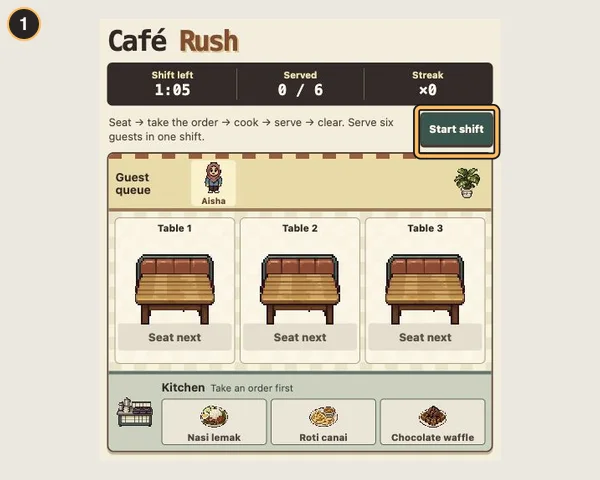 1
Café Rush
Shift left
1:05
Served
0 / 6
Streak
×0
Seat → take the order → cook → serve → clear. Serve six
guests in one shift.
Start shift
Guest
queue
Aisha
Table 1
Table 2
Table 3
Seat next
Seat next
Seat next
Kitchen Take an order first
Nasi lemak
Roti canai
Chocolate waffle